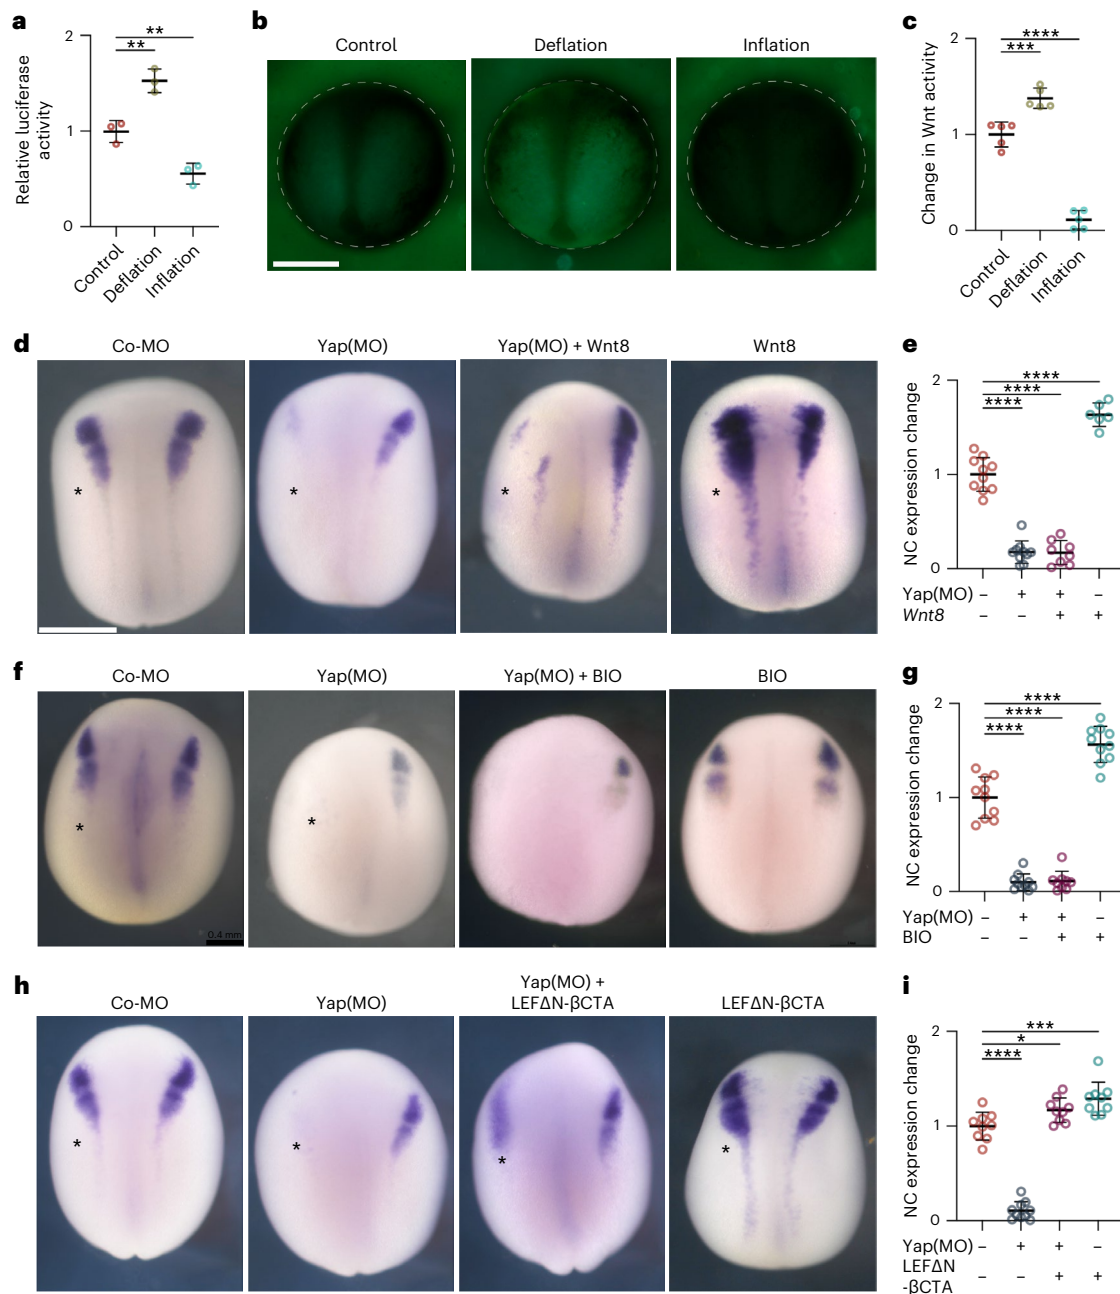 a
Relative luciferase
activity
2
1
0
**
**
Control
Deflation
Inflation
b
Control
Deflation
Inflation
c
Change in Wnt activity
2
1
0
****
***
Control
Deflation
Inflation
d
Co-MO
Yap(MO)
Yap(MO) + Wnt8
Wnt8
*
*
*
*
e
NC expression change
2
1
0
****
****
****
Yap(MO) – + + –
Wnt8 – – + +
f
Co-MO
Yap(MO)
Yap(MO) + BIO
BIO
*
*
0.4 mm
g
NC expression change
2
1
0
****
****
****
Yap(MO) – + + –
BIO – – + +
h
Co-MO
Yap(MO)
Yap(MO) +
LEFΔN-βCTA
LEFΔN-βCTA
*
*
*
*
i
NC expression change
2
1
0
***
*
****
Yap(MO) – + + –
LEFΔN
-βCTA – – + +